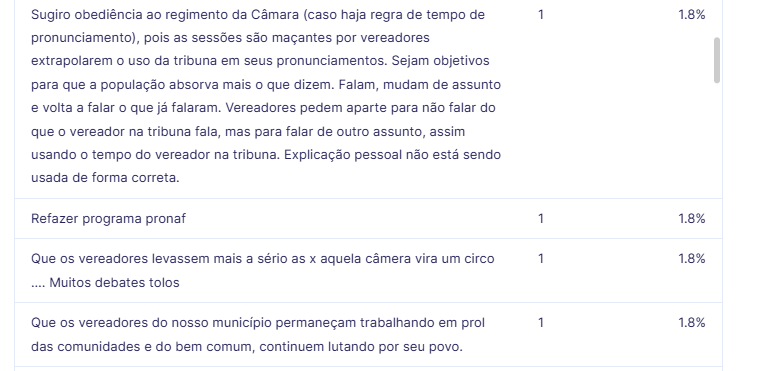 Sugiro obediência ao regimento da Câmara (caso haja regra de tempo de 1 1.8%
pronunciamento), pois as sessões são maçantes por vereadores
extrapolarem o uso da tribuna em seus pronunciamentos. Sejam objetivos
para que a população absorva mais o que dizem. Falam, mudam de assunto
e volta a falar o que já falaram. Vereadores pedem aparte para não falar do
que o vereador na tribuna fala, mas para falar de outro assunto, assim
usando o tempo do vereador na tribuna. Explicação pessoal não está sendo
usada de forma correta.
Refazer programa pronaf 1 1.8%
Que os vereadores levassem mais a sério as x aquela câmera vira um circo 1 1.8%
.... Muitos debates tolos
Que os vereadores do nosso município permaneçam trabalhando em prol 1 1.8%
das comunidades e do bem comum, continuem lutando por seu povo.